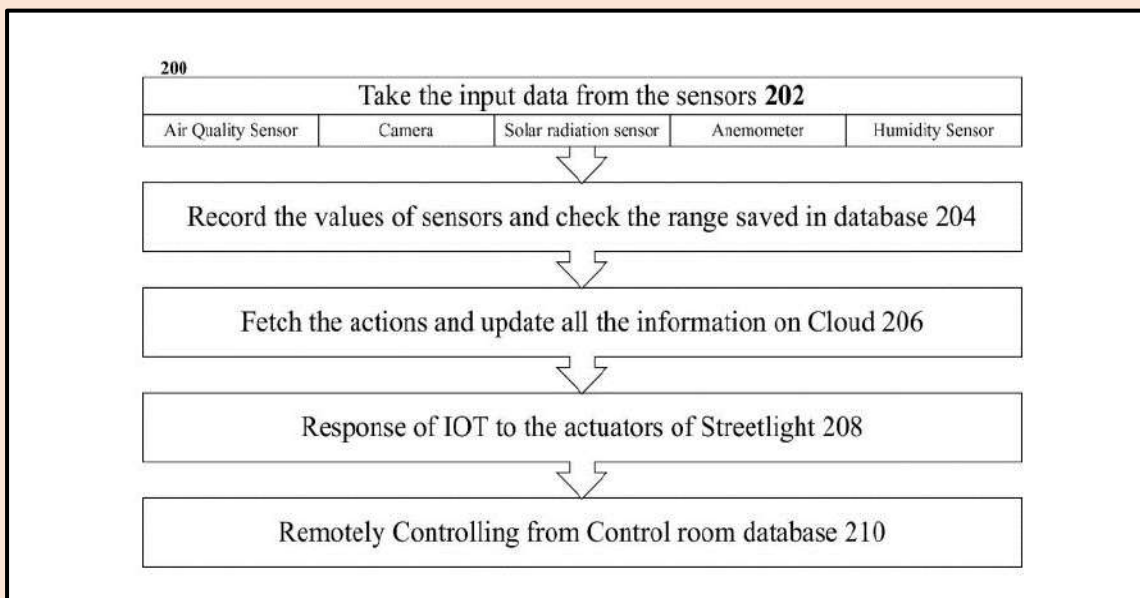 200
Take the input data from the sensors 202
Air Quality Sensor
Camera
Solar radiation sensor
Anemometer
Humidity Sensor
Record the values of sensors and check the range saved in database 204
Fetch the actions and update all the information on Cloud 206
Response of IOT to the actuators of Streetlight 208
Remotely Controlling from Control room database 210